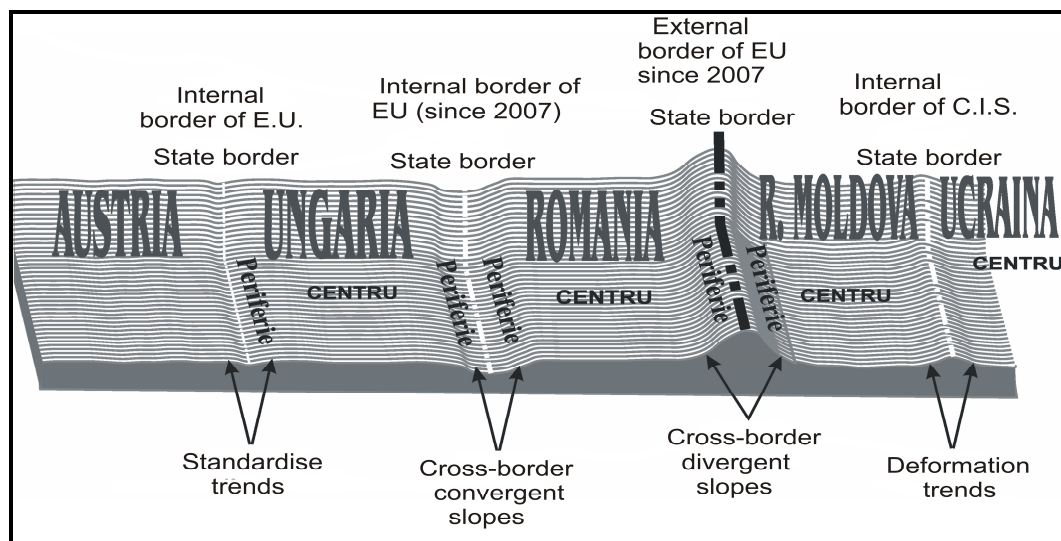 Internal
border of E.U.
State border
Internal border of
EU (since 2007)
State border
External
border of EU
since 2007
State border
Internal
border of C.I.S.
State border
AUSTRIA
UNGARIA
ROMANIA
R. MOLDOVA
UCRAINA
Periferie
CENTRU
Periferie
Periferie
CENTRU
Periferie
Periferie
CENTRU
CENTRU
Standardise
trends
Cross-border
convergent
slopes
Cross-border
divergent
slopes
Deformation
trends